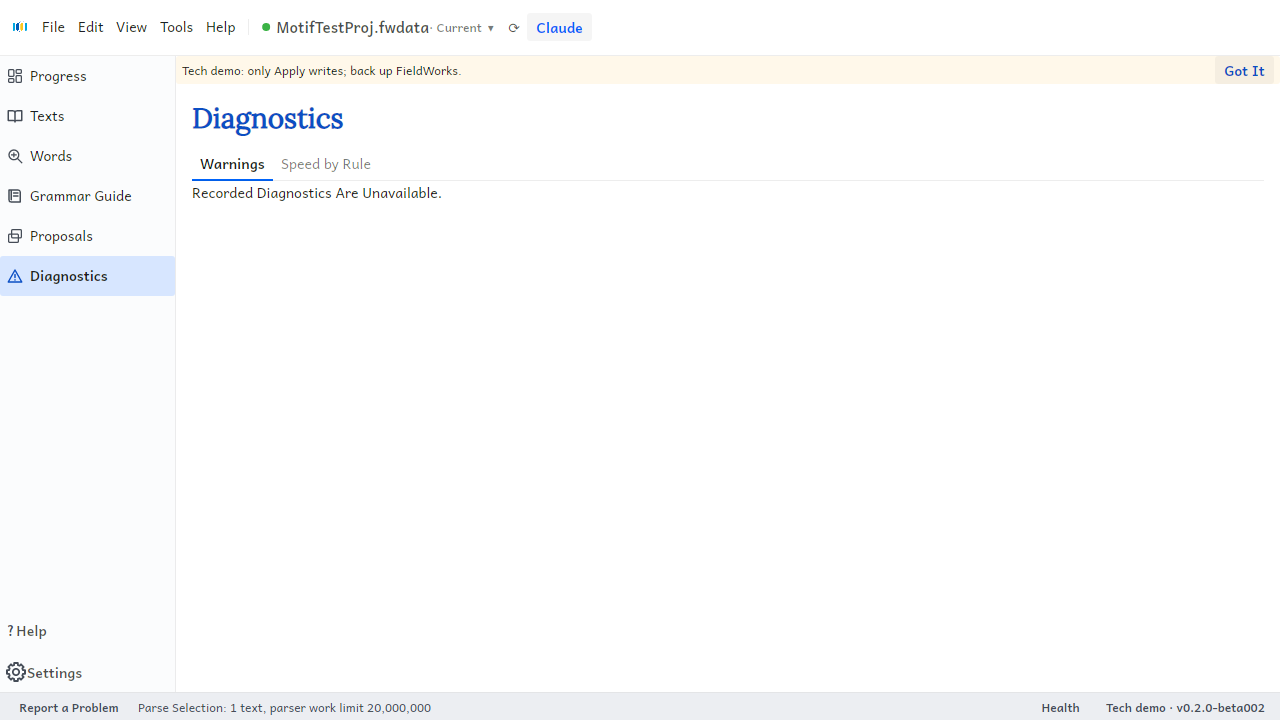 File Edit View Tools Help MotifTestProj.fwdata · Current ▾ ⟳ Claude
Tech demo: only Apply writes; back up FieldWorks. Got It
Progress
Texts
Words
Grammar Guide
Proposals
Diagnostics
Diagnostics
Warnings Speed by Rule
Recorded Diagnostics Are Unavailable.
? Help
Settings
Report a Problem Parse Selection: 1 text, parser work limit 20,000,000 Health Tech demo · v0.2.0-beta002